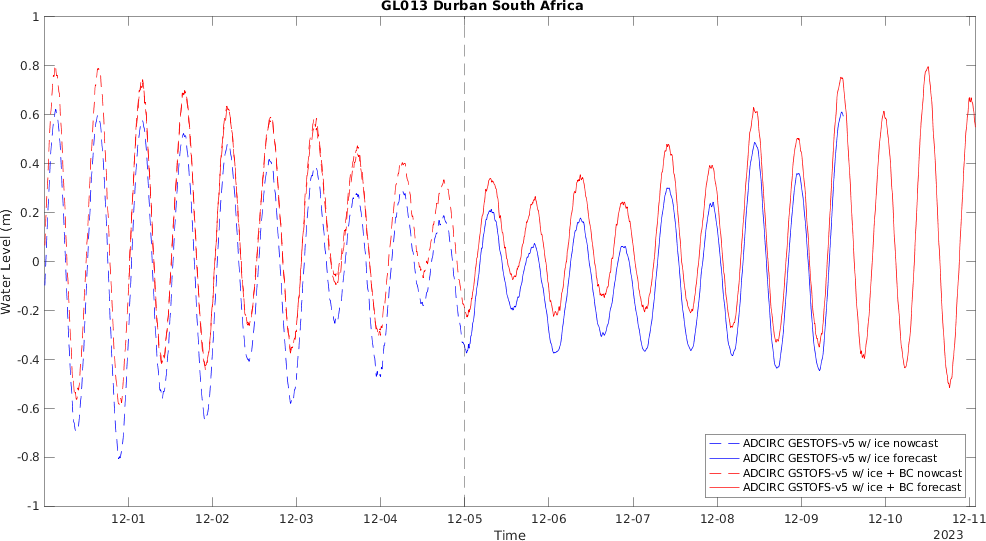 GL013 Durban South Africa
1
0.8
0.6
0.4
0.2
0
-0.2
-0.4
-0.6
-0.8
-1
Water Level (m)
12-01 12-02 12-03 12-04 12-05 12-06 12-07 12-08 12-09 12-10 12-11
Time
2023
ADCIRC GESTOFS-v5 w/ ice nowcast
ADCIRC GESTOFS-v5 w/ ice forecast
ADCIRC GSTOFS-v5 w/ ice + BC nowcast
ADCIRC GSTOFS-v5 w/ ice + BC forecast